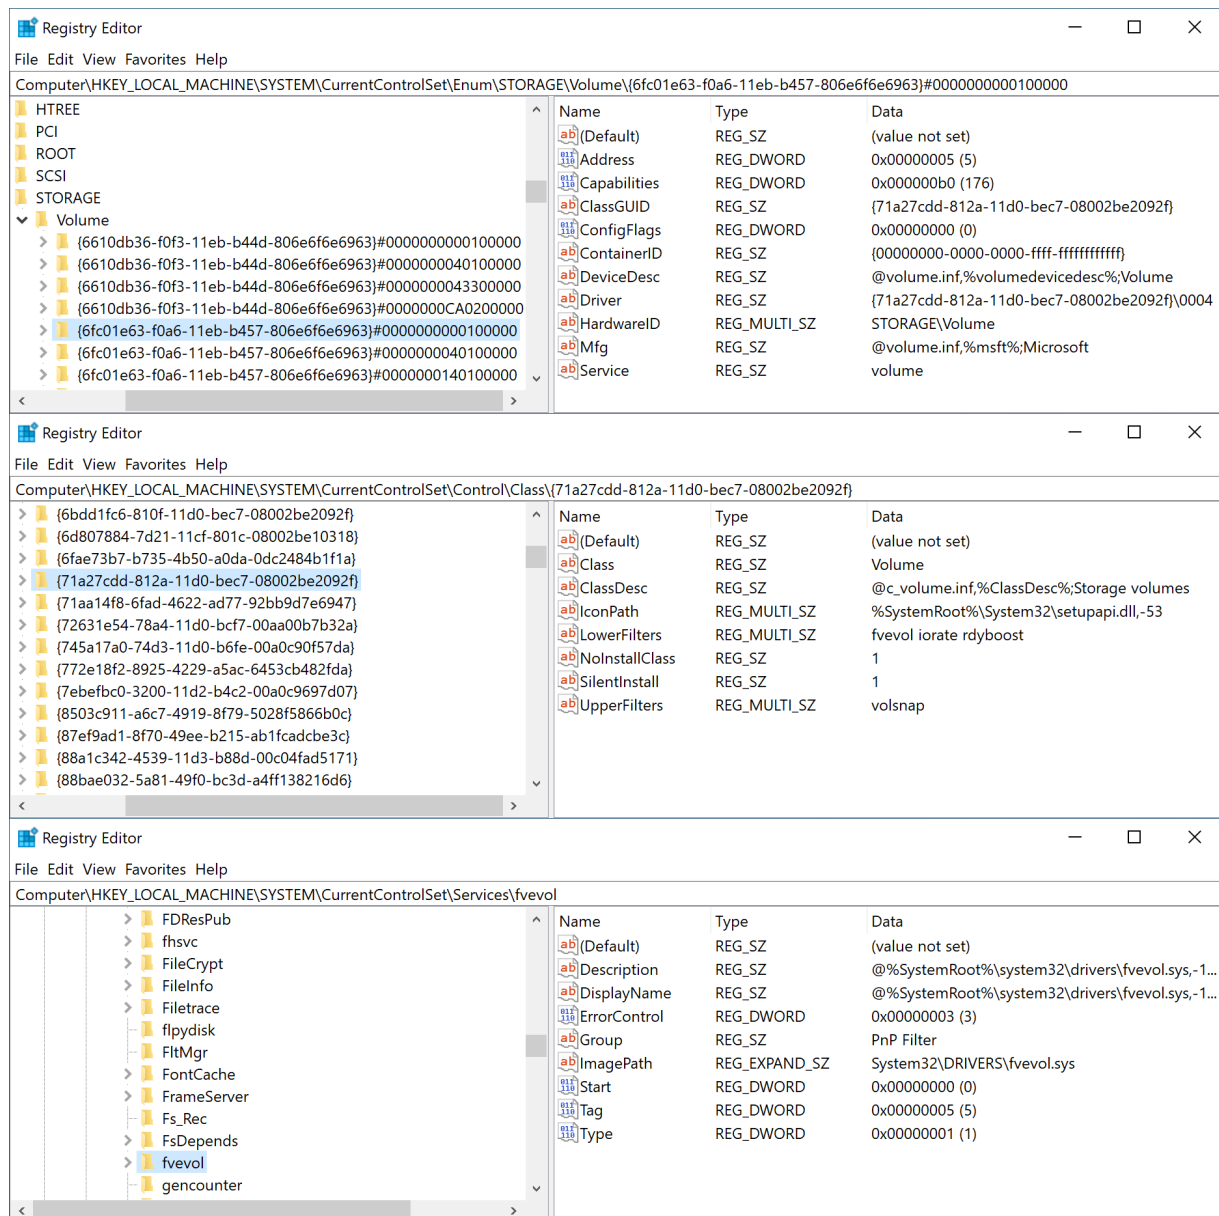 Registry Editor
File Edit View Favorites Help
Computer\HKEY_LOCAL_MACHINE\SYSTEM\CurrentControlSet\Enum\STORAGE\Volume\{6fc01e63-f0a6-11eb-b457-806e6f6e6963}#0000000000100000
HTREE
PCI
ROOT
SCSI
STORAGE
Volume
{6610db36-f0f3-11eb-b44d-806e6f6e6963}#0000000000100000
{6610db36-f0f3-11eb-b44d-806e6f6e6963}#0000000040100000
{6610db36-f0f3-11eb-b44d-806e6f6e6963}#0000000043300000
{6610db36-f0f3-11eb-b44d-806e6f6e6963}#0000000CA0200000
{6fc01e63-f0a6-11eb-b457-806e6f6e6963}#0000000000100000
{6fc01e63-f0a6-11eb-b457-806e6f6e6963}#0000000040100000
{6fc01e63-f0a6-11eb-b457-806e6f6e6963}#0000000140100000
Name Type Data
(Default) REG_SZ (value not set)
Address REG_DWORD 0x00000005 (5)
Capabilities REG_DWORD 0x000000b0 (176)
ClassGUID REG_SZ {71a27cdd-812a-11d0-bec7-08002be2092f}
ConfigFlags REG_DWORD 0x00000000 (0)
ContainerID REG_SZ {00000000-0000-0000-ffff-ffffffffffff}
DeviceDesc REG_SZ @volume.inf,%volumedevicedesc%;Volume
Driver REG_SZ {71a27cdd-812a-11d0-bec7-08002be2092f}\0004
HardwareID REG_MULTI_SZ STORAGE\Volume
Mfg REG_SZ @volume.inf,%msft%;Microsoft
Service REG_SZ volume
Registry Editor
File Edit View Favorites Help
Computer\HKEY_LOCAL_MACHINE\SYSTEM\CurrentControlSet\Control\Class\{71a27cdd-812a-11d0-bec7-08002be2092f}
{6bdd1fc6-810f-11d0-bec7-08002be2092f}
{6d807884-7d21-11cf-801c-08002be10318}
{6fae73b7-b735-4b50-a0da-0dc2484b1f1a}
{71a27cdd-812a-11d0-bec7-08002be2092f}
{71aa14f8-6fad-4622-ad77-92bb9d7e6947}
{72631e54-78a4-11d0-bcf7-00aa00b7b32a}
{745a17a0-74d3-11d0-b6fe-00a0c90f57da}
{772e18f2-8925-4229-a5ac-6453cb482fda}
{7ebefbc0-3200-11d2-b4c2-00a0c9697d07}
{8503c911-a6c7-4919-8f79-5028f5866b0c}
{87ef9ad1-8f70-49ee-b215-ab1fcadcbe3c}
{88a1c342-4539-11d3-b88d-00c04fad5171}
{88bae032-5a81-49f0-bc3d-a4ff138216d6}
Name Type Data
(Default) REG_SZ (value not set)
Class REG_SZ Volume
ClassDesc REG_SZ @c_volume.inf,%ClassDesc%;Storage volumes
IconPath REG_MULTI_SZ %SystemRoot%\System32\setupapi.dll,-53
LowerFilters REG_MULTI_SZ fvevol iorate rdyboost
NoInstallClass REG_SZ 1
SilentInstall REG_SZ 1
UpperFilters REG_MULTI_SZ volsnap
Registry Editor
File Edit View Favorites Help
Computer\HKEY_LOCAL_MACHINE\SYSTEM\CurrentControlSet\Services\fvevol
FDResPub
fhsvc
FileCrypt
FileInfo
Filetrace
flpydisk
FltMgr
FontCache
FrameServer
Fs_Rec
FsDepends
fvevol
gencounter
Name Type Data
(Default) REG_SZ (value not set)
Description REG_SZ @%SystemRoot%\system32\drivers\fvevol.sys,-1...
DisplayName REG_SZ @%SystemRoot%\system32\drivers\fvevol.sys,-1...
ErrorControl REG_DWORD 0x00000003 (3)
Group REG_SZ PnP Filter
ImagePath REG_EXPAND_SZ System32\DRIVERS\fvevol.sys
Start REG_DWORD 0x00000000 (0)
Tag REG_DWORD 0x00000005 (5)
Type REG_DWORD 0x00000001 (1)